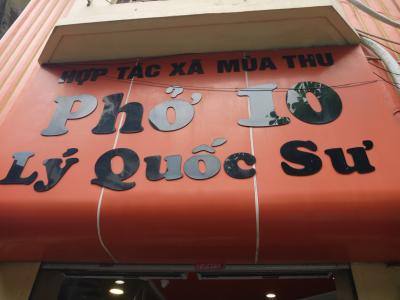 HỢP TÁC XÃ MÙA THU
Phở 10
Lý Quốc Sư